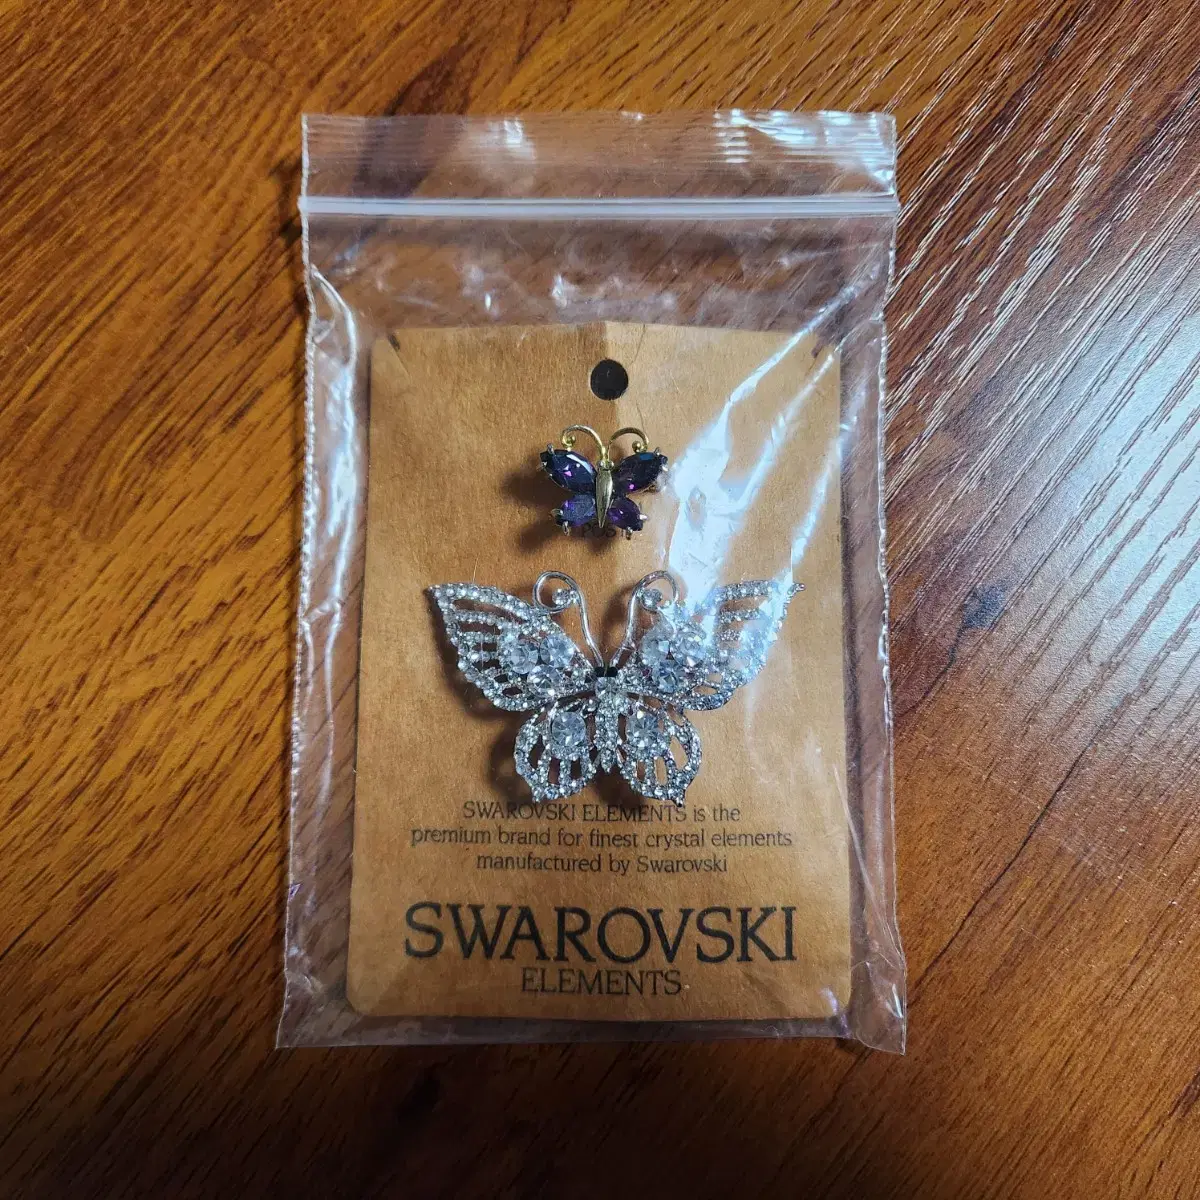 SWAROVSKI ELEMENTS is the
premium brand for finest crystal elements
manufactured by Swarovski
SWAROVSKI
ELEMENTS